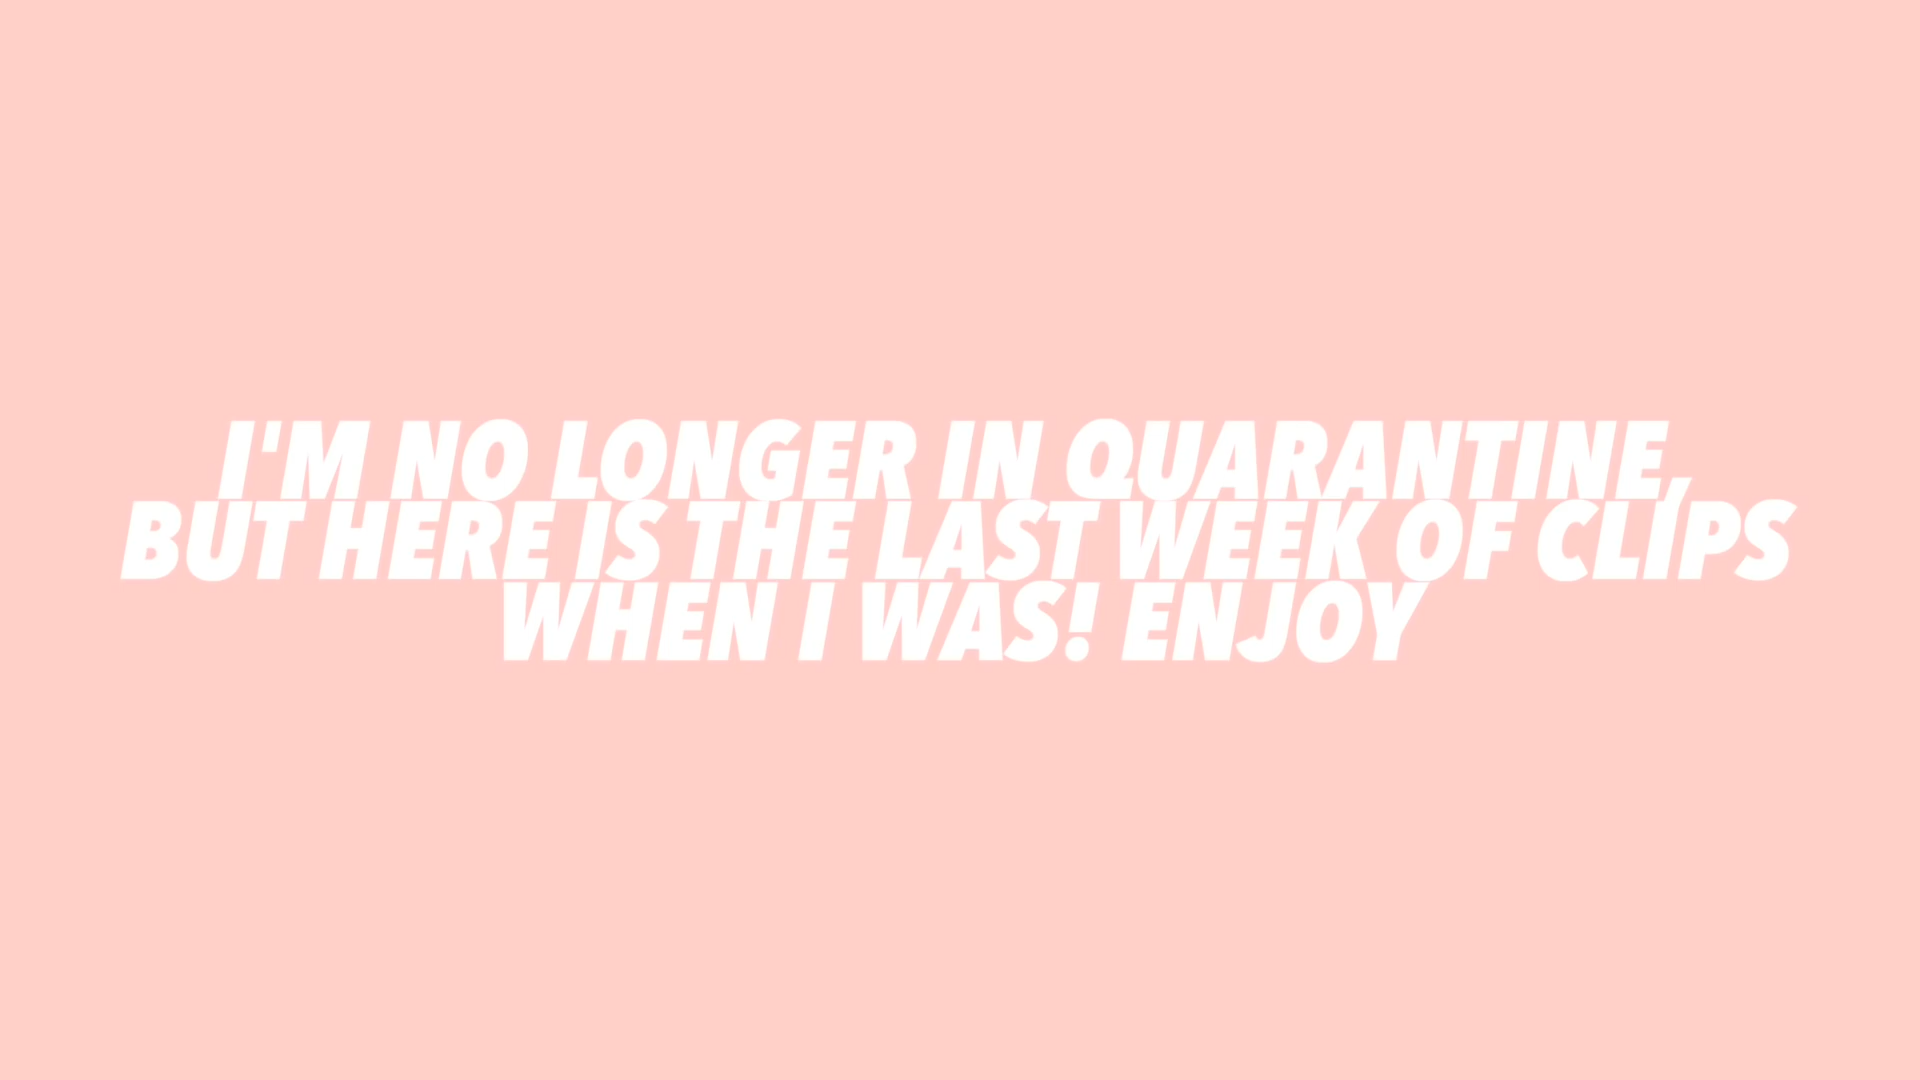 I'M NO LONGER IN QUARANTINE,
BUT HERE IS THE LAST WEEK OF CLIPS
WHEN I WAS! ENJOY